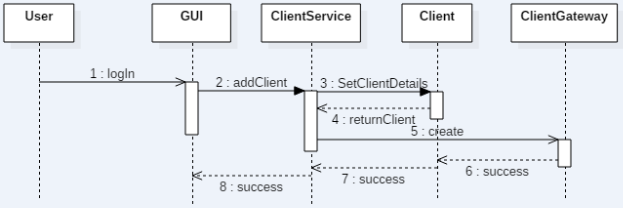 User
GUI
ClientService
Client
ClientGateway
1 : logIn
2 : addClient
3 : SetClientDetails
4 : returnClient
5 : create
6 : success
7 : success
8 : success